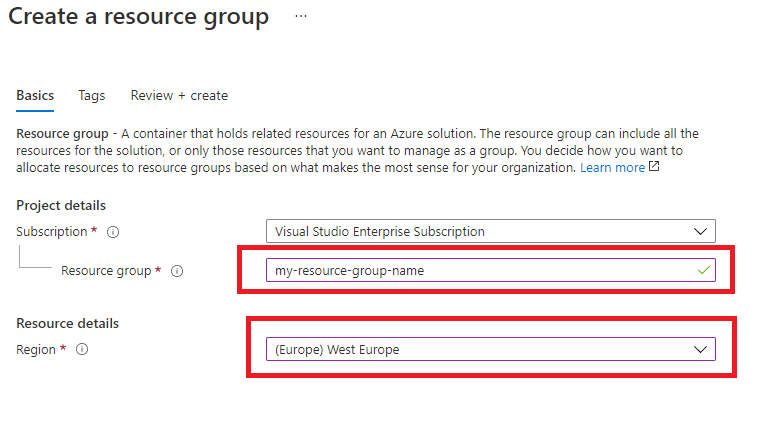 Create a resource group ...
Basics Tags Review + create
Resource group - A container that holds related resources for an Azure solution. The resource group can include all the
resources for the solution, or only those resources that you want to manage as a group. You decide how you want to
allocate resources to resource groups based on what makes the most sense for your organization. Learn more
Project details
Subscription * Visual Studio Enterprise Subscription
Resource group * my-resource-group-name
Resource details
Region * (Europe) West Europe